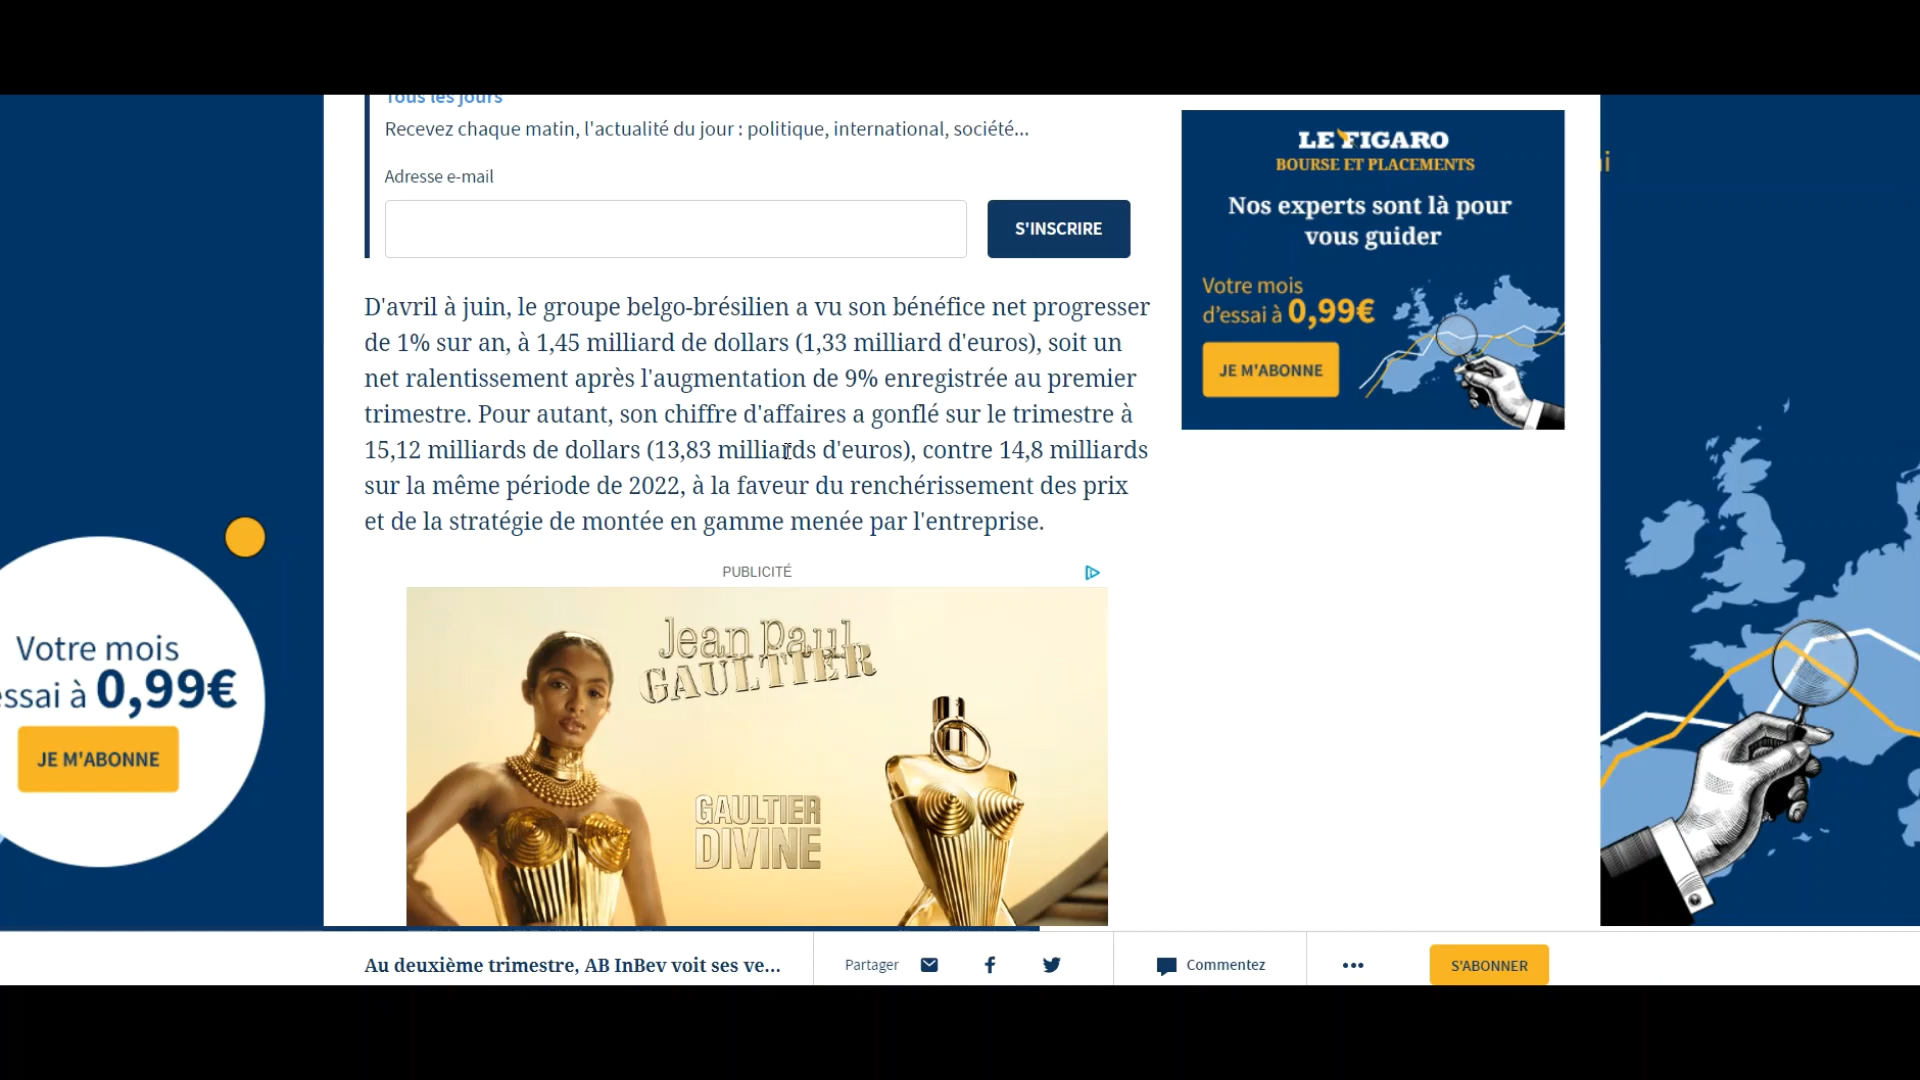 Tous les jours
Recevez chaque matin, l'actualité du jour : politique, international, société...
Adresse e-mail
S'INSCRIRE
D'avril à juin, le groupe belgo-brésilien a vu son bénéfice net progresser
de 1% sur an, à 1,45 milliard de dollars (1,33 milliard d'euros), soit un
net ralentissement après l'augmentation de 9% enregistrée au premier
trimestre. Pour autant, son chiffre d'affaires a gonflé sur le trimestre à
15,12 milliards de dollars (13,83 milliards d'euros), contre 14,8 milliards
sur la même période de 2022, à la faveur du renchérissement des prix
et de la stratégie de montée en gamme menée par l'entreprise.
PUBLICITÉ
Jean Paul
GAULTIER
GAULTIER
DIVINE
LE FIGARO
BOURSE ET PLACEMENTS
Nos experts sont là pour
vous guider
Votre mois
d'essai à 0,99€
JE M'ABONNE
Votre mois
essai à 0,99€
JE M'ABONNE
Au deuxième trimestre, AB InBev voit ses ve...
Partager
Commentez
S'ABONNER